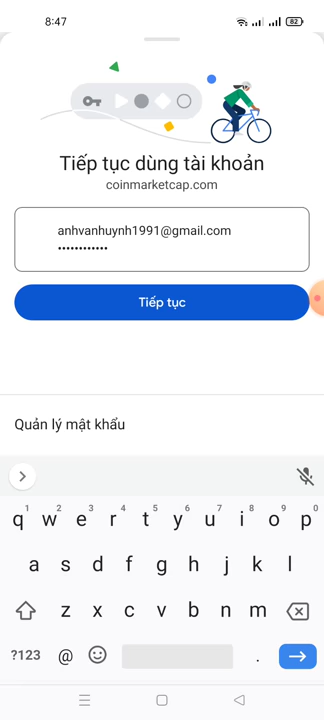 8:47
82
Tiếp tục dùng tài khoản
coinmarketcap.com
anhvanhuynh1991@gmail.com
••••••••••••
Tiếp tục
Quản lý mật khẩu
1 2 3 4 5 6 7 8 9 0
q w e r t y u i o p
a s d f g h j k l
z x c v b n m
?123 @ .